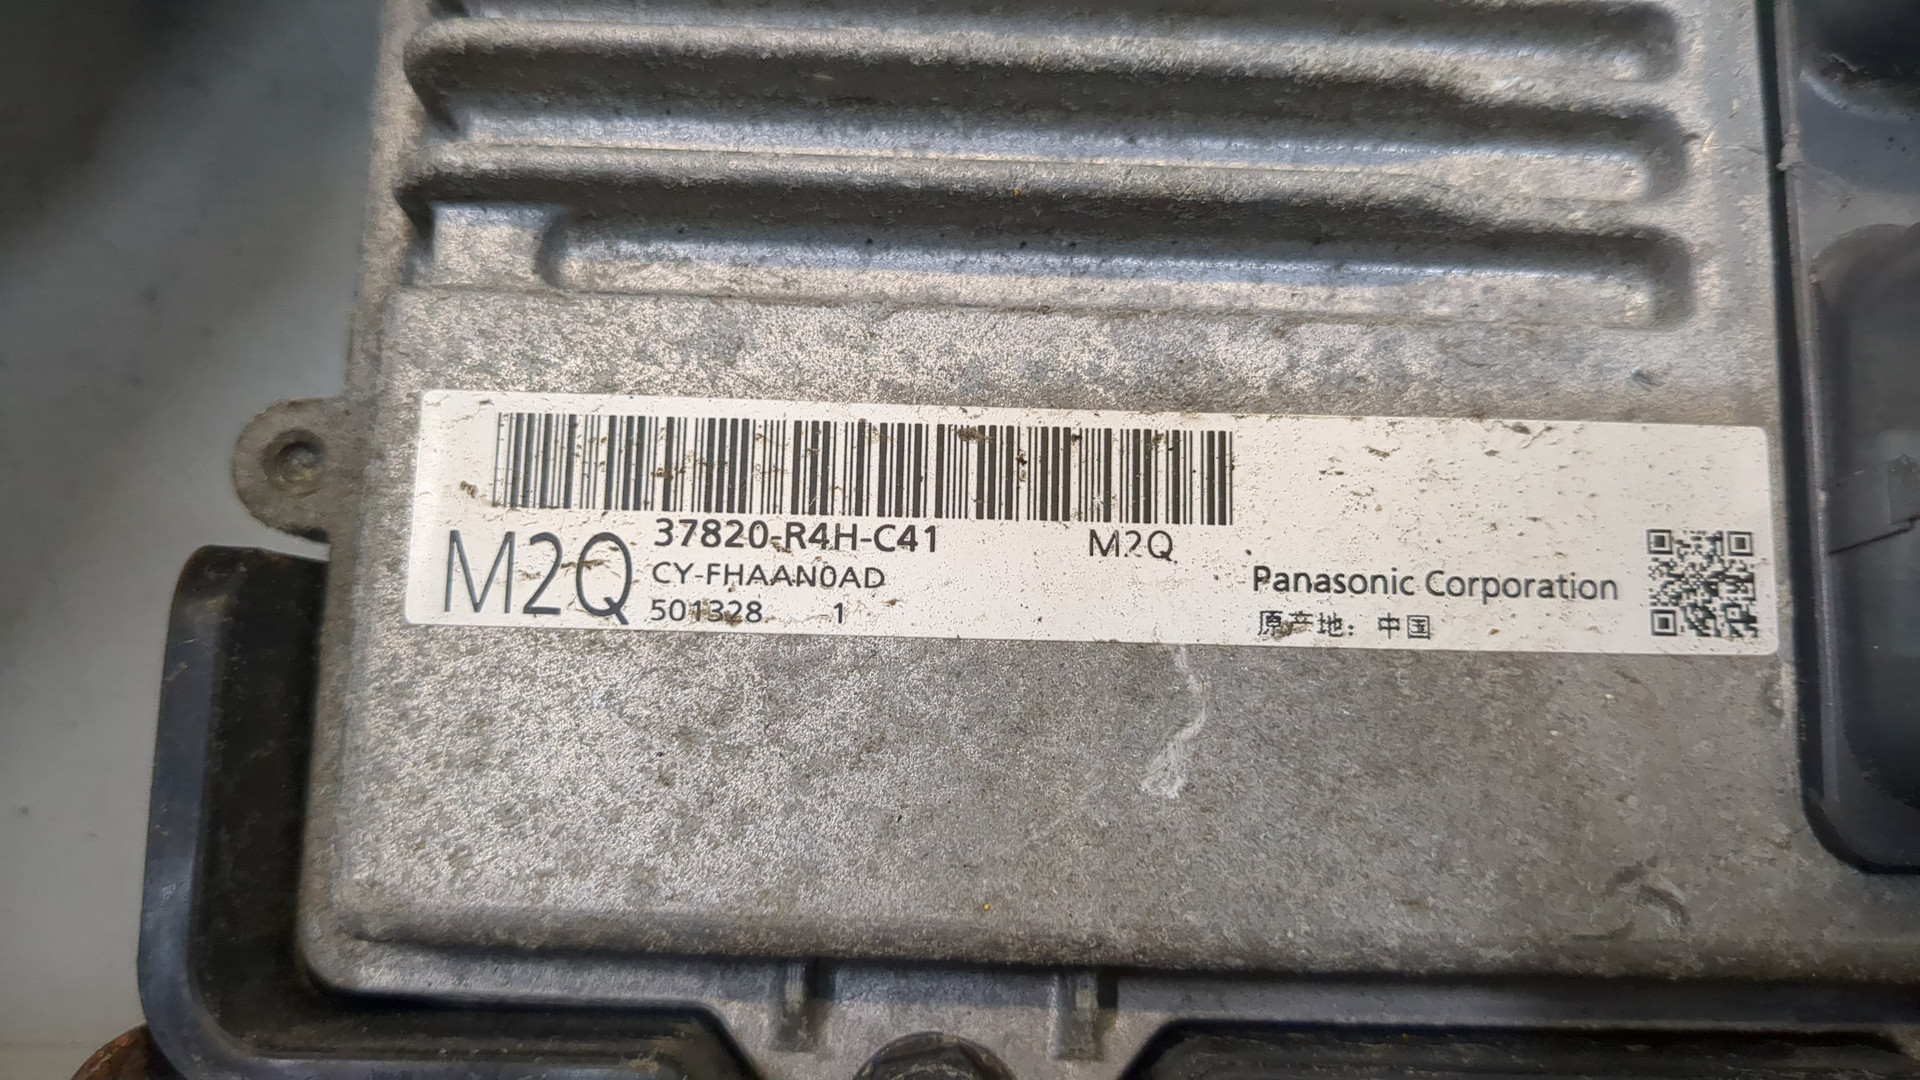 37820-R4H-C41 M2Q
M2Q
CY-FHAAN0AD
501328 1
Panasonic Corporation
原产地：中国